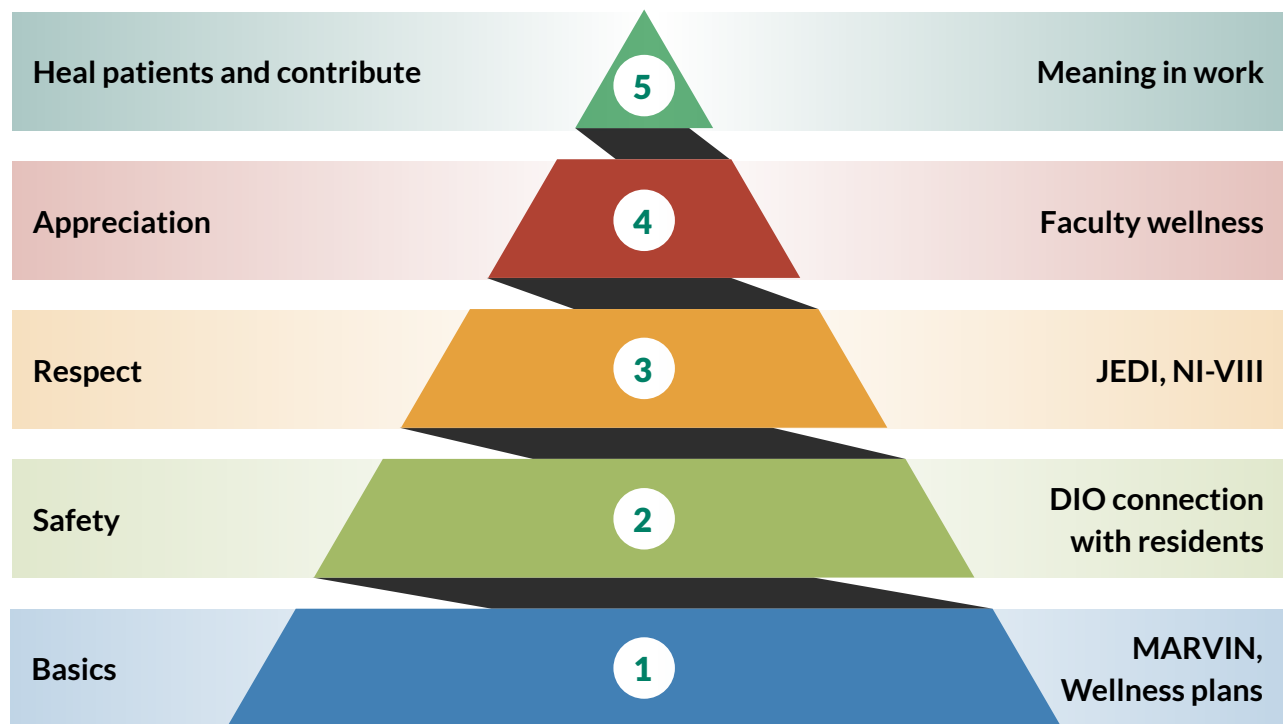 Heal patients and contribute
5
Meaning in work
Appreciation
4
Faculty wellness
Respect
3
JEDI, NI-VIII
Safety
2
DIO connection
with residents
Basics
1
MARVIN,
Wellness plans